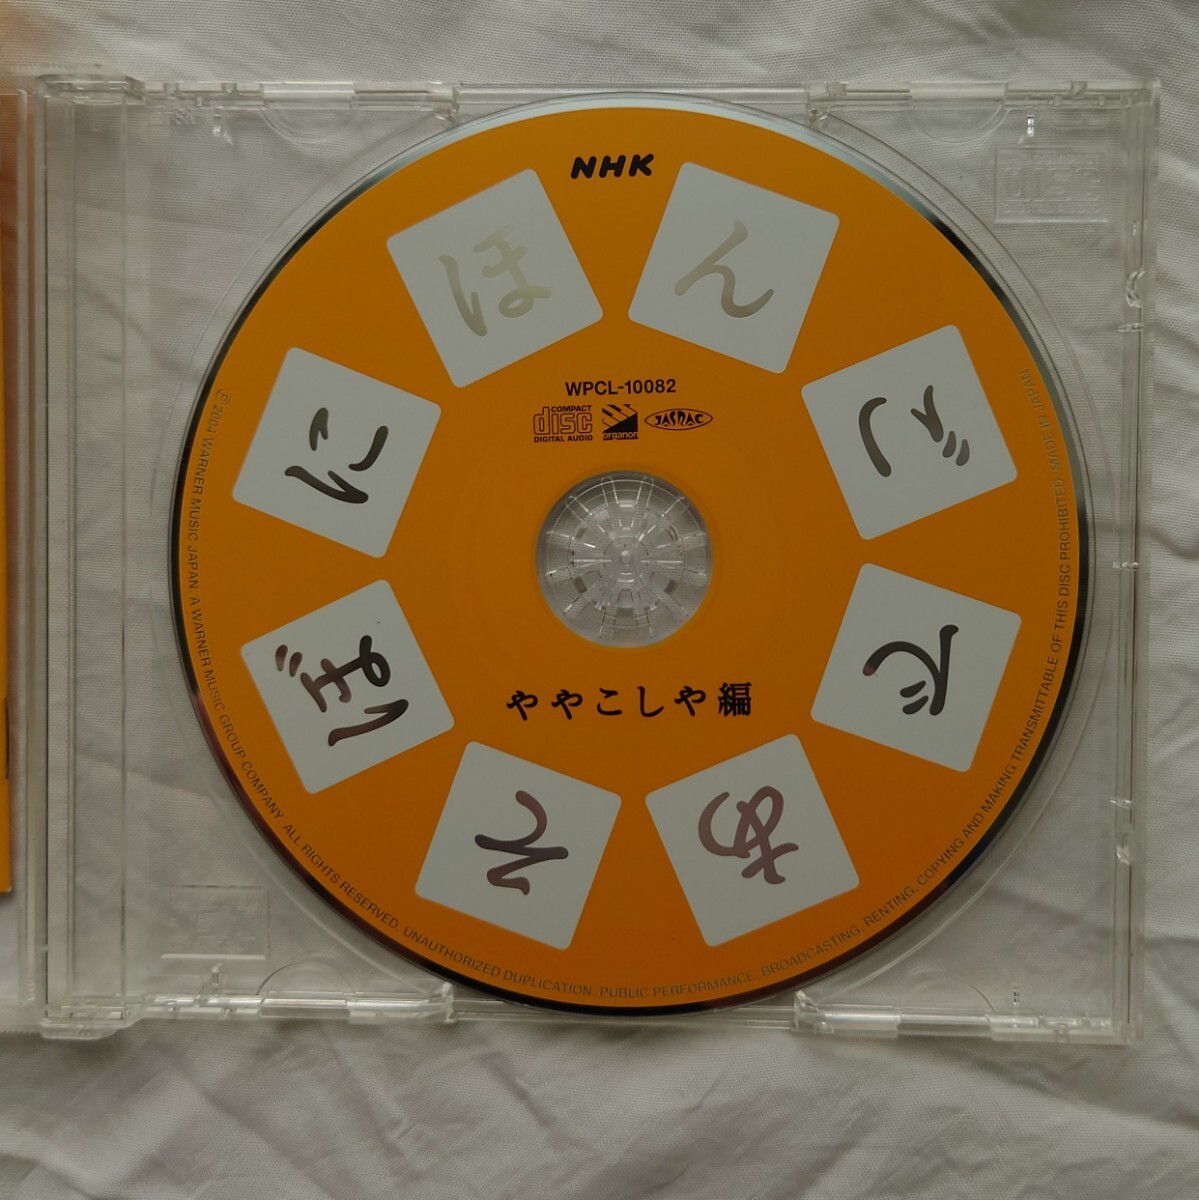 NHK
にほんごであそぼ
WPCL-10082
COMPACT
disc
DIGITAL AUDIO
organon
JASRAC
ややこしや編
℗2004 WARNER MUSIC JAPAN. A WARNER MUSIC GROUP COMPANY. ALL RIGHTS RESERVED. UNAUTHORIZED DUPLICATION, PUBLIC PERFORMANCE, BROADCASTING, RENTING, COPYING AND MAKING TRANSMITTABLE OF THIS DISC PROHIBITED. MADE IN JAPAN.
disc